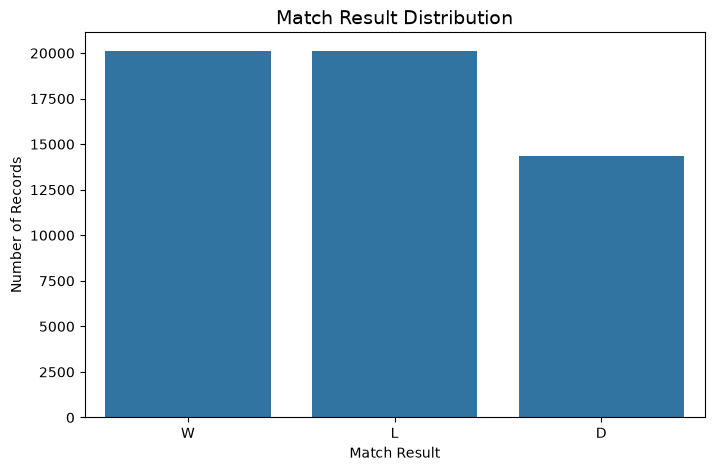 Match Result Distribution
Number of Records
20000
17500
15000
12500
10000
7500
5000
2500
0
W L D
Match Result